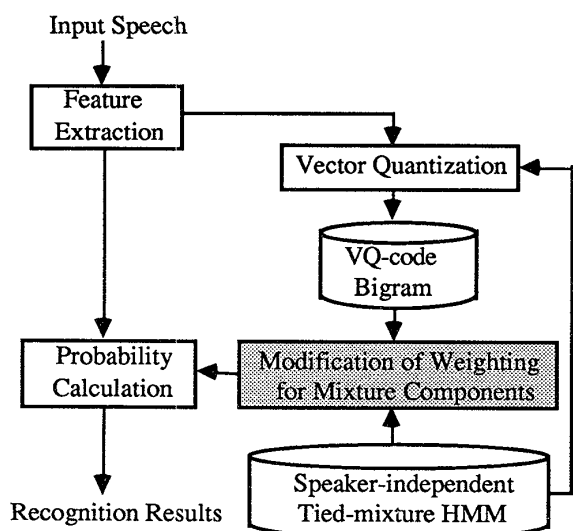 Input Speech
Feature
Extraction
Vector Quantization
VQ-code
Bigram
Probability
Calculation
Modification of Weighting
for Mixture Components
Speaker-independent
Tied-mixture HMM
Recognition Results